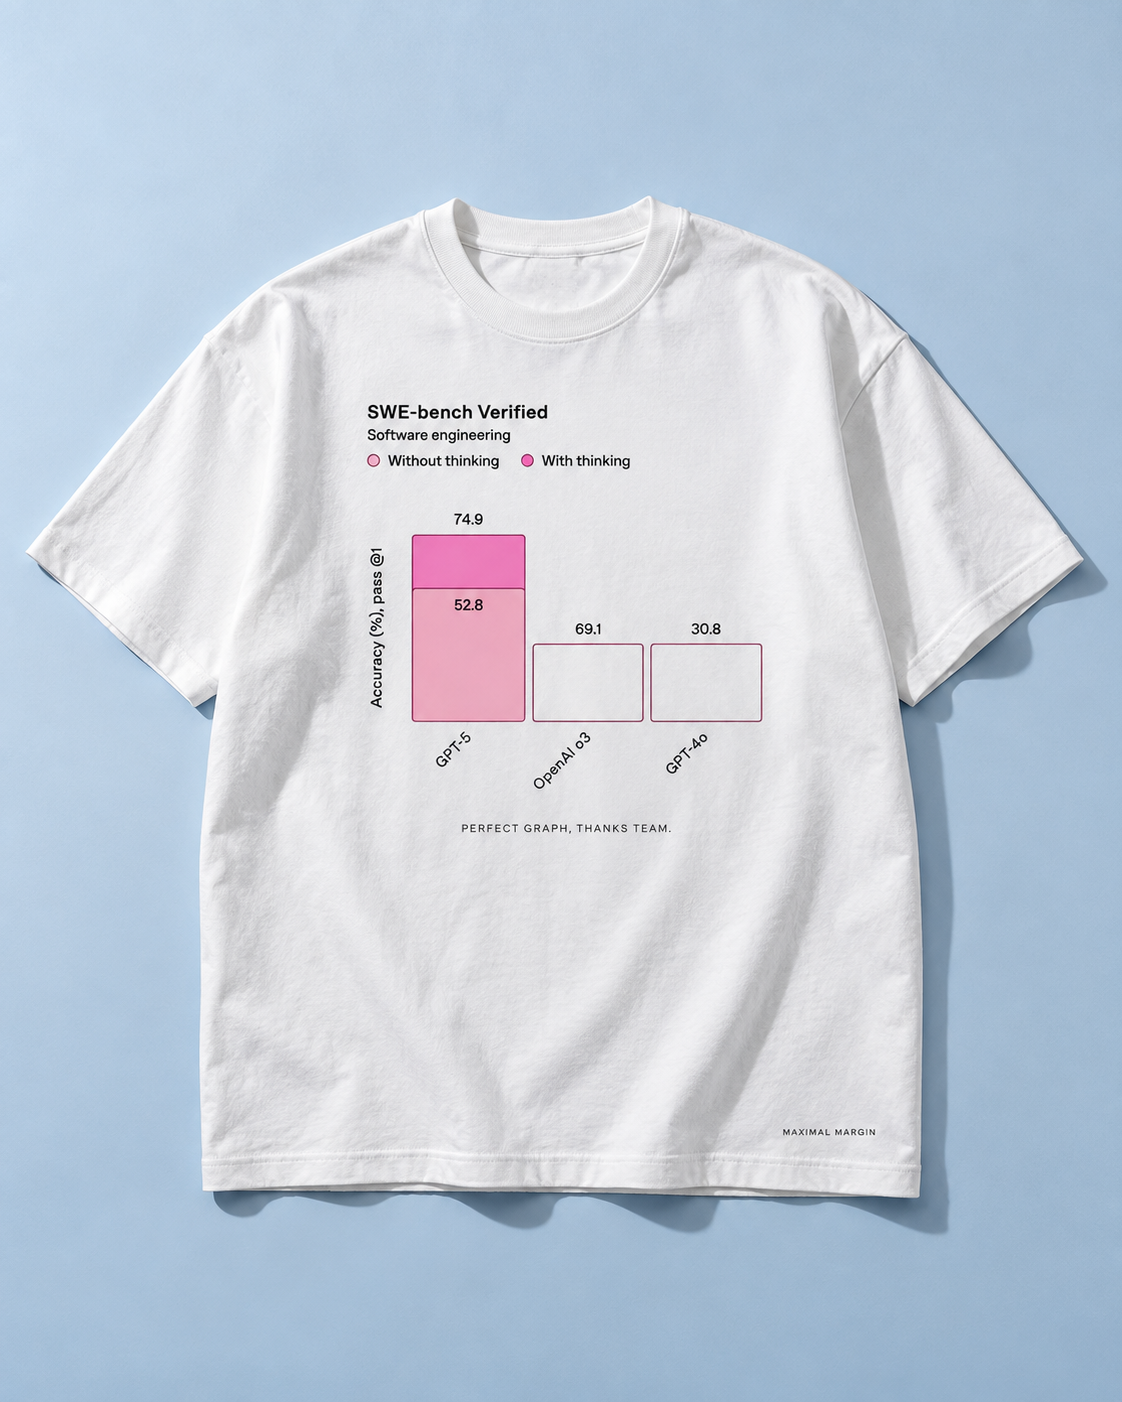 SWE-bench Verified
Software engineering
Without thinking With thinking
Accuracy (%), pass @1
74.9
52.8
69.1
30.8
GPT-5
OpenAI o3
GPT-4o
PERFECT GRAPH, THANKS TEAM.
MAXIMAL MARGIN